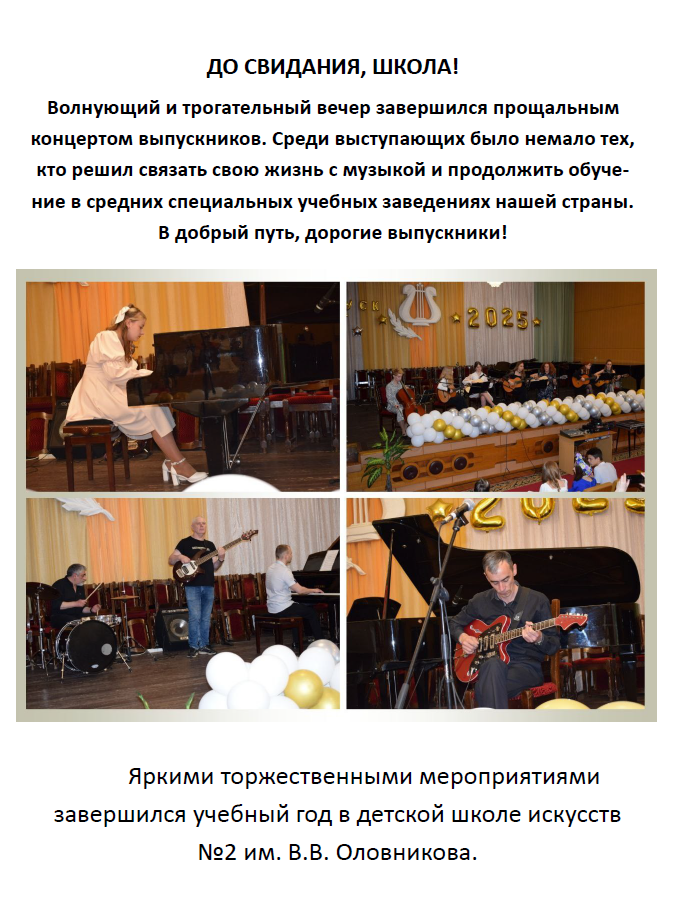 ДО СВИДАНИЯ, ШКОЛА!
Волнующий и трогательный вечер завершился прощальным
концертом выпускников. Среди выступающих было немало тех,
кто решил связать свою жизнь с музыкой и продолжить обуче-
ние в средних специальных учебных заведениях нашей страны.
В добрый путь, дорогие выпускники!
2025
2025
Яркими торжественными мероприятиями
завершился учебный год в детской школе искусств
№2 им. В.В. Оловникова.